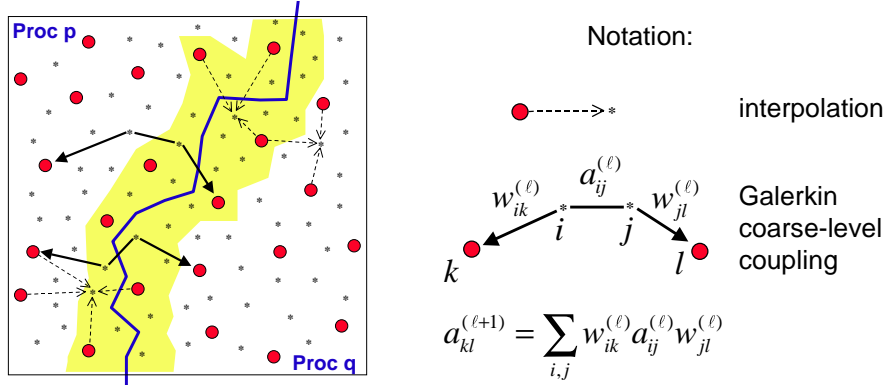 Proc p
Proc q
Notation:
interpolation
w_{ik}^{(ℓ)} a_{ij}^{(ℓ)} w_{jl}^{(ℓ)}
i j
k l
Galerkin
coarse-level
coupling
a_{kl}^{(ℓ+1)} = \sum_{i,j} w_{ik}^{(ℓ)} a_{ij}^{(ℓ)} w_{jl}^{(ℓ)}